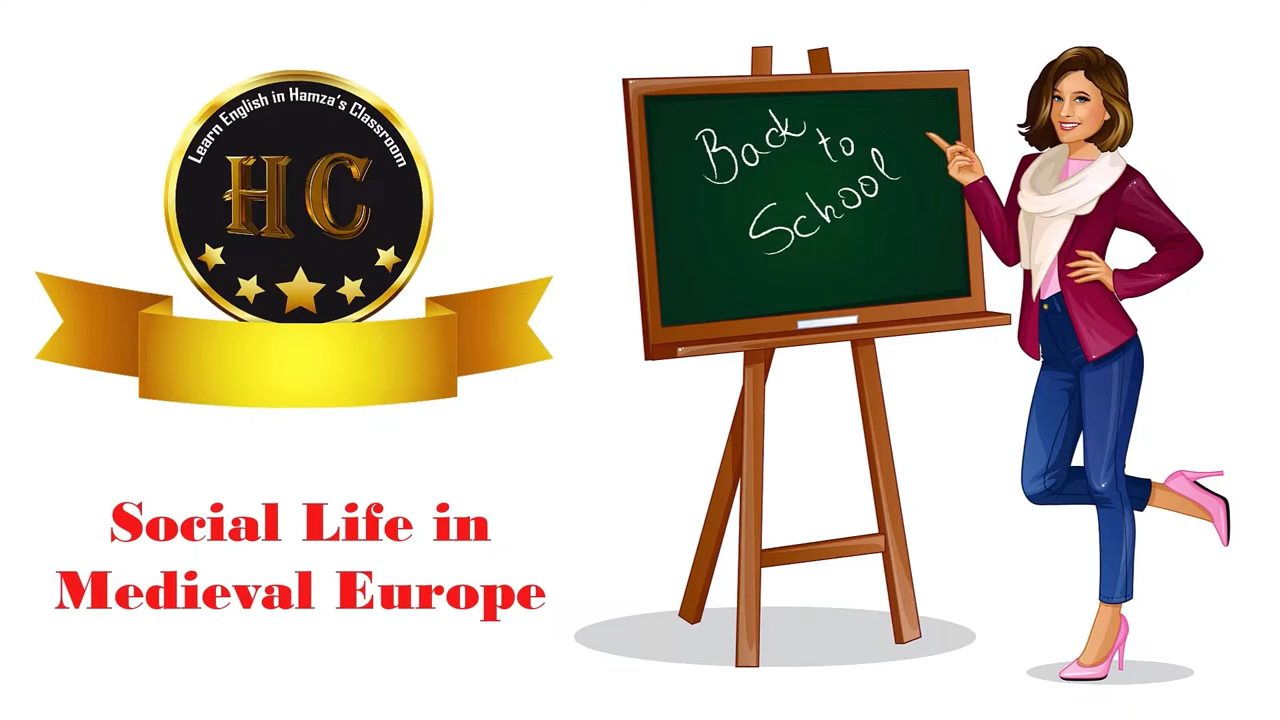 Learn English in Hamza's Classroom
HC
Social Life in
Medieval Europe
Back to
School